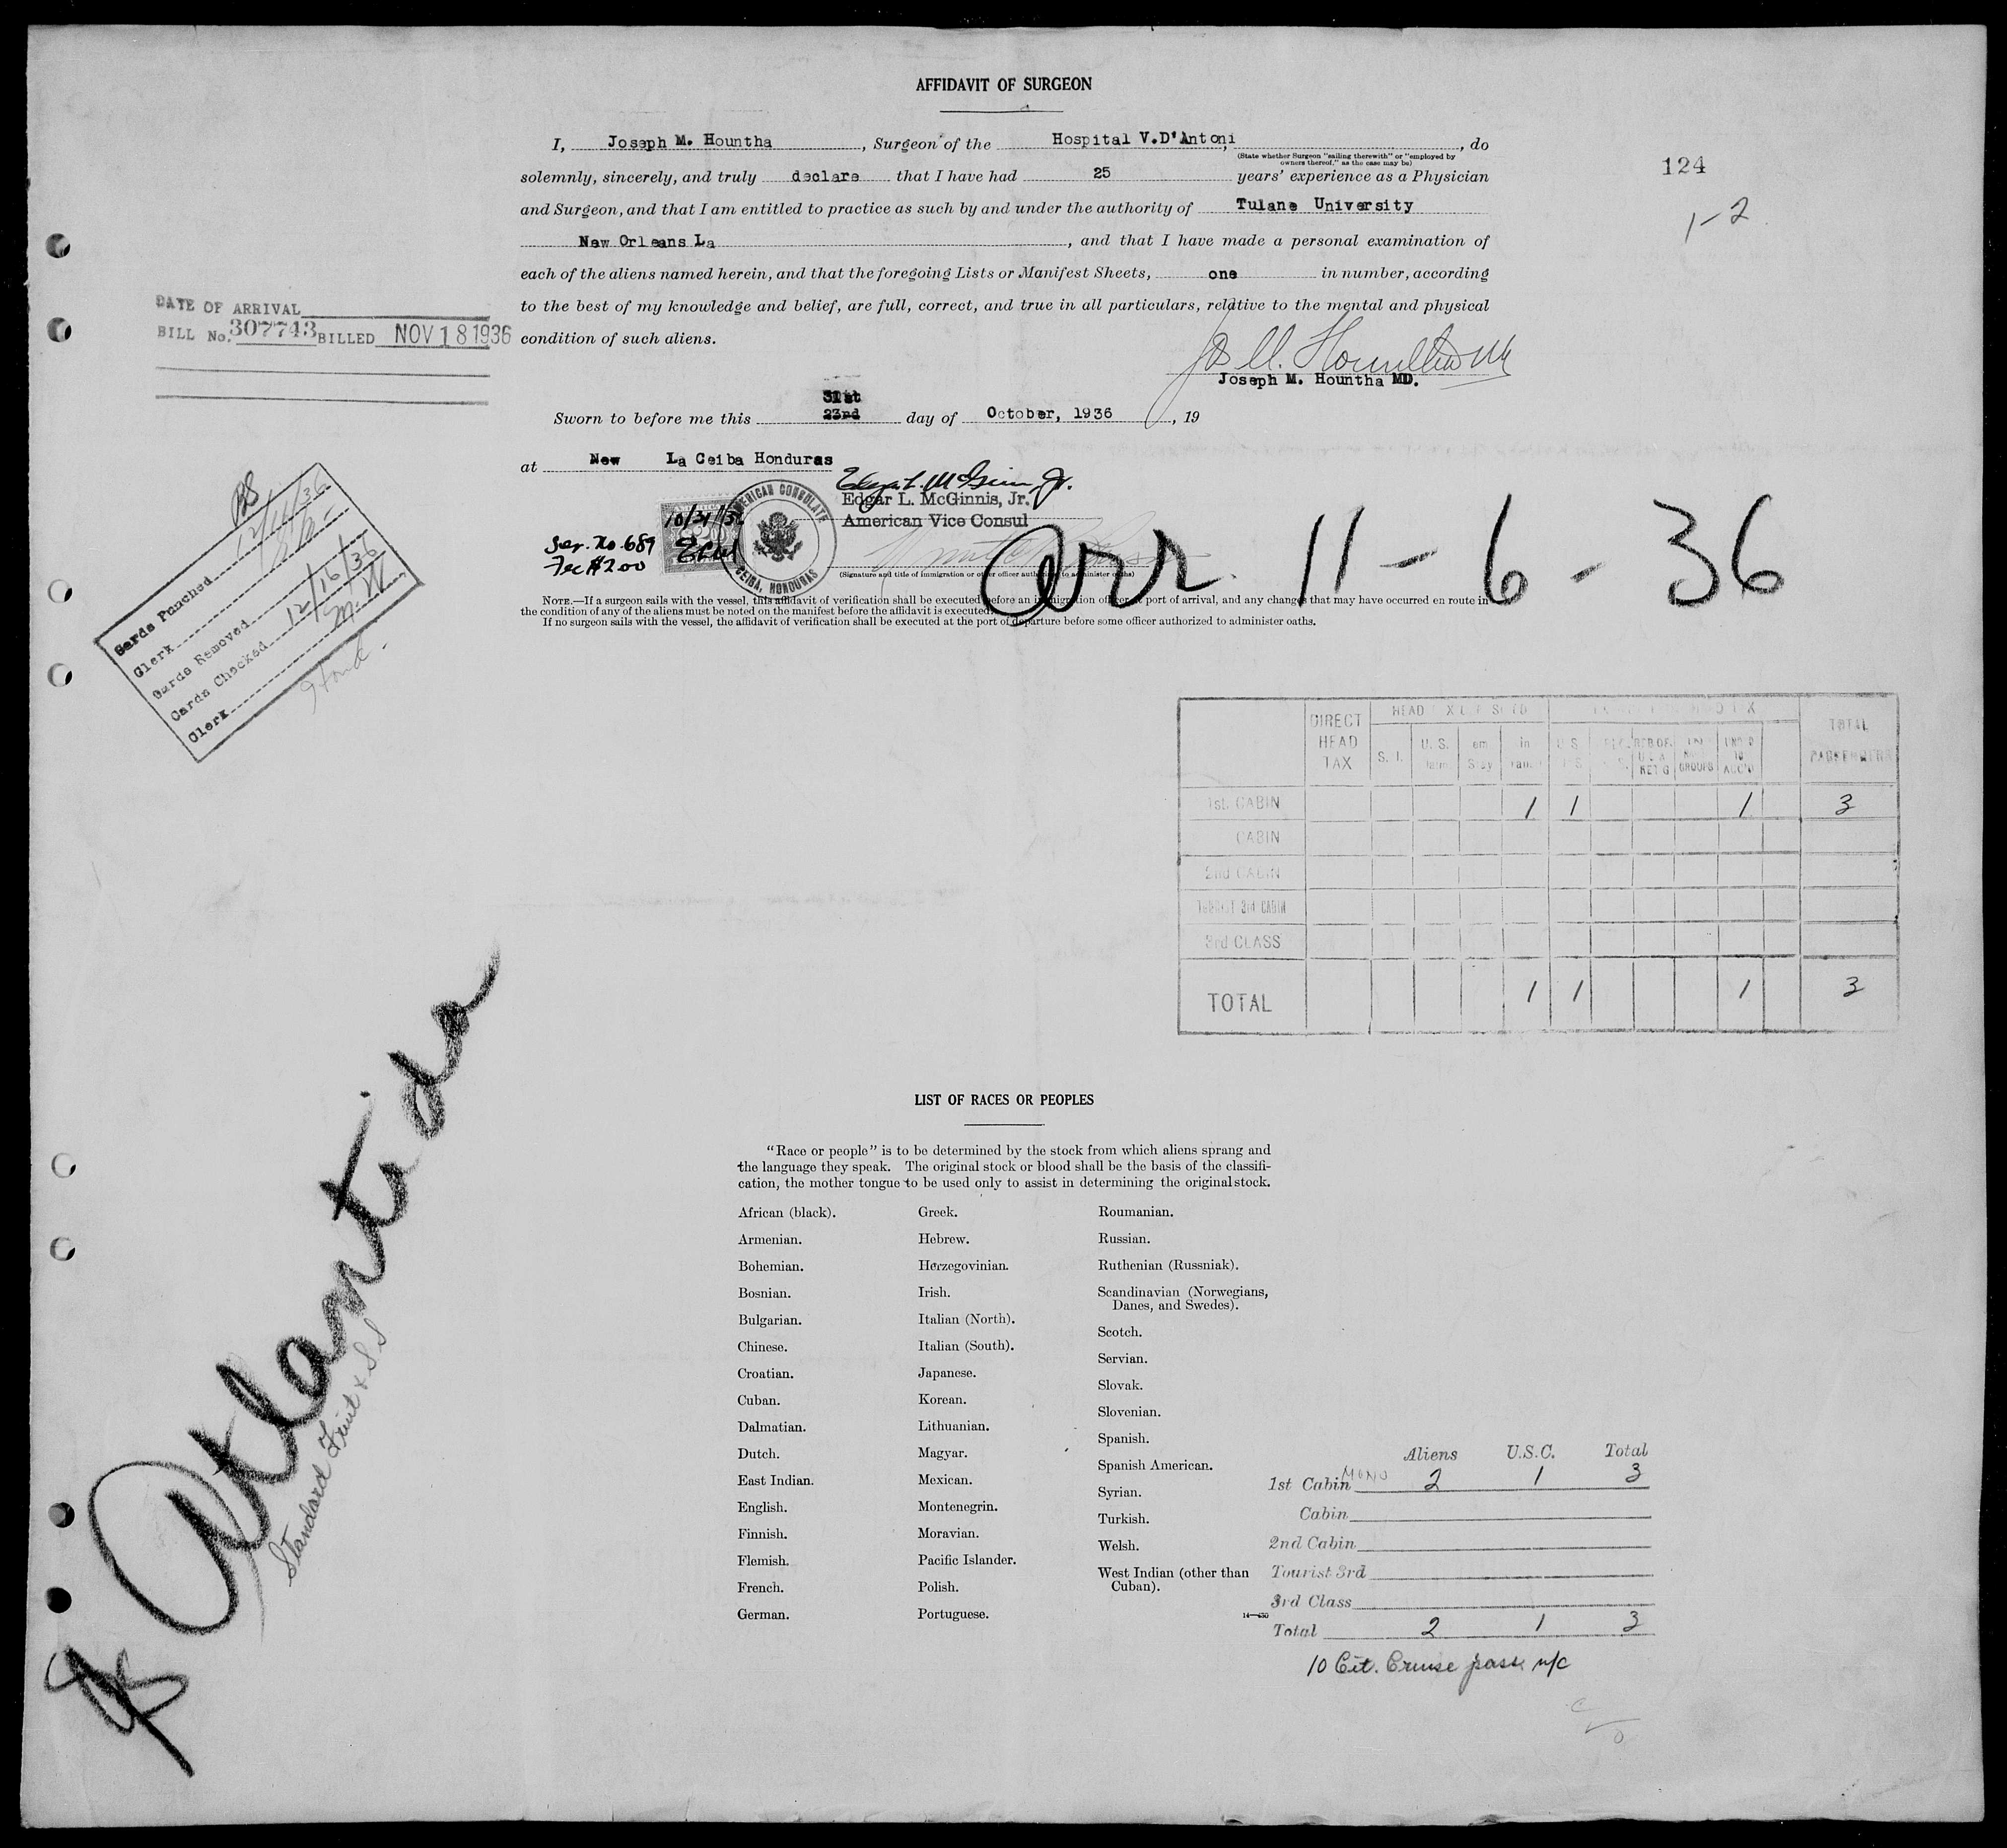 AFFIDAVIT OF SURGEON
I, Joseph M. Hountha, Surgeon of the Hospital V.D'Antoni, do
(State whether Surgeon "sailing therewith" or "employed by
owners thereof," as the case may be)
solemnly, sincerely, and truly declare that I have had 25 years' experience as a Physician
and Surgeon, and that I am entitled to practice as such by and under the authority of Tulane University
New Orleans La, and that I have made a personal examination of
each of the aliens named herein, and that the foregoing Lists or Manifest Sheets, one in number, according
to the best of my knowledge and belief, are full, correct, and true in all particulars, relative to the mental and physical
condition of such aliens.
124
1-2
DATE OF ARRIVAL
BILL No. 307743 BILLED NOV 18 1936
Joseph M. Hountha MD.
31st
Sworn to before me this 23rd day of October, 1936, 19
at New La Ceiba Honduras
Edgar L. McGinnis, Jr.
Edgar L. McGinnis, Jr.
American Vice Consul
AMERICAN CONSULATE
CEIBA, HONDURAS
10/31/36
Ser. No. 689
Fee $2.00
(Signature and title of immigration or other officer authorized to administer oaths)
Arr. 11-6-36
NOTE.—If a surgeon sails with the vessel, this affidavit of verification shall be executed before an immigration officer at port of arrival, and any changes that may have occurred en route in
the condition of any of the aliens must be noted on the manifest before the affidavit is executed.
If no surgeon sails with the vessel, the affidavit of verification shall be executed at the port of departure before some officer authorized to administer oaths.
BS
Cards Punched
Clerk
Cards Removed 12/16/36
Cards Checked
Clerk
Hond.
DIRECT HEAD TAX
HEAD TAX
S. I.
U. S.
TOTAL PASSENGERS
1st. CABIN 1 1 1 3
CABIN
2nd CABIN
TOURIST 3rd CABIN
3rd CLASS
TOTAL 1 1 1 3
Atlantida
Standard Fruit & SS
LIST OF RACES OR PEOPLES
"Race or people" is to be determined by the stock from which aliens sprang and
the language they speak. The original stock or blood shall be the basis of the classifi-
cation, the mother tongue to be used only to assist in determining the original stock.
African (black).
Armenian.
Bohemian.
Bosnian.
Bulgarian.
Chinese.
Croatian.
Cuban.
Dalmatian.
Dutch.
East Indian.
English.
Finnish.
Flemish.
French.
German.
Greek.
Hebrew.
Herzegovinian.
Irish.
Italian (North).
Italian (South).
Japanese.
Korean.
Lithuanian.
Magyar.
Mexican.
Montenegrin.
Moravian.
Pacific Islander.
Polish.
Portuguese.
Roumanian.
Russian.
Ruthenian (Russniak).
Scandinavian (Norwegians,
Danes, and Swedes).
Scotch.
Servian.
Slovak.
Slovenian.
Spanish.
Spanish American.
Syrian.
Turkish.
Welsh.
West Indian (other than
Cuban).
Aliens U.S.C. Total
1st Cabin MONO 2 1 3
Cabin
2nd Cabin
Tourist 3rd
3rd Class
Total 2 1 3
10 Cit. Cruise pass n/c